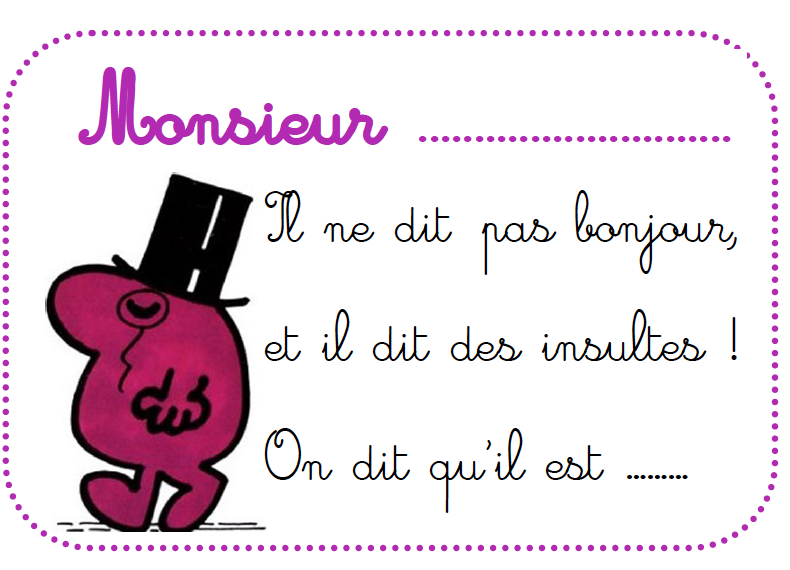 Monsieur ................................
Il ne dit pas bonjour,
et il dit des insultes !
On dit qu'il est .........